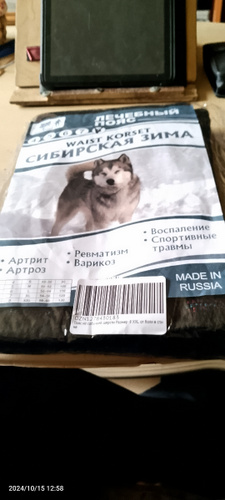 ЛЕЧЕБНЫЙ
ПОЯС
WAIST KORSET
СИБИРСКАЯ ЗИМА
• Воспаление
• Спортивные
травмы
• Ревматизм
• Варикоз
• Артрит
• Артроз
MADE IN
RUSSIA
2024/10/15 12:58